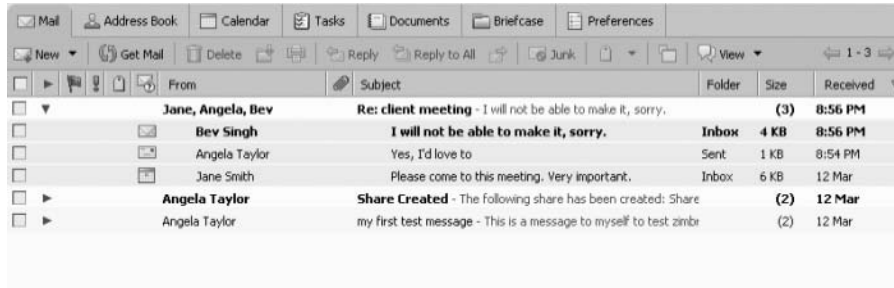 Mail Address Book Calendar Tasks Documents Briefcase Preferences
New Get Mail Delete Reply Reply to All Junk View 1 - 3
From Subject Folder Size Received
Jane, Angela, Bev Re: client meeting - I will not be able to make it, sorry. (3) 8:56 PM
Bev Singh I will not be able to make it, sorry. Inbox 4 KB 8:56 PM
Angela Taylor Yes, I'd love to Sent 1 KB 8:54 PM
Jane Smith Please come to this meeting. Very important. Inbox 6 KB 12 Mar
Angela Taylor Share Created - The following share has been created: Share (2) 12 Mar
Angela Taylor my first test message - This is a message to myself to test zimbr (2) 12 Mar